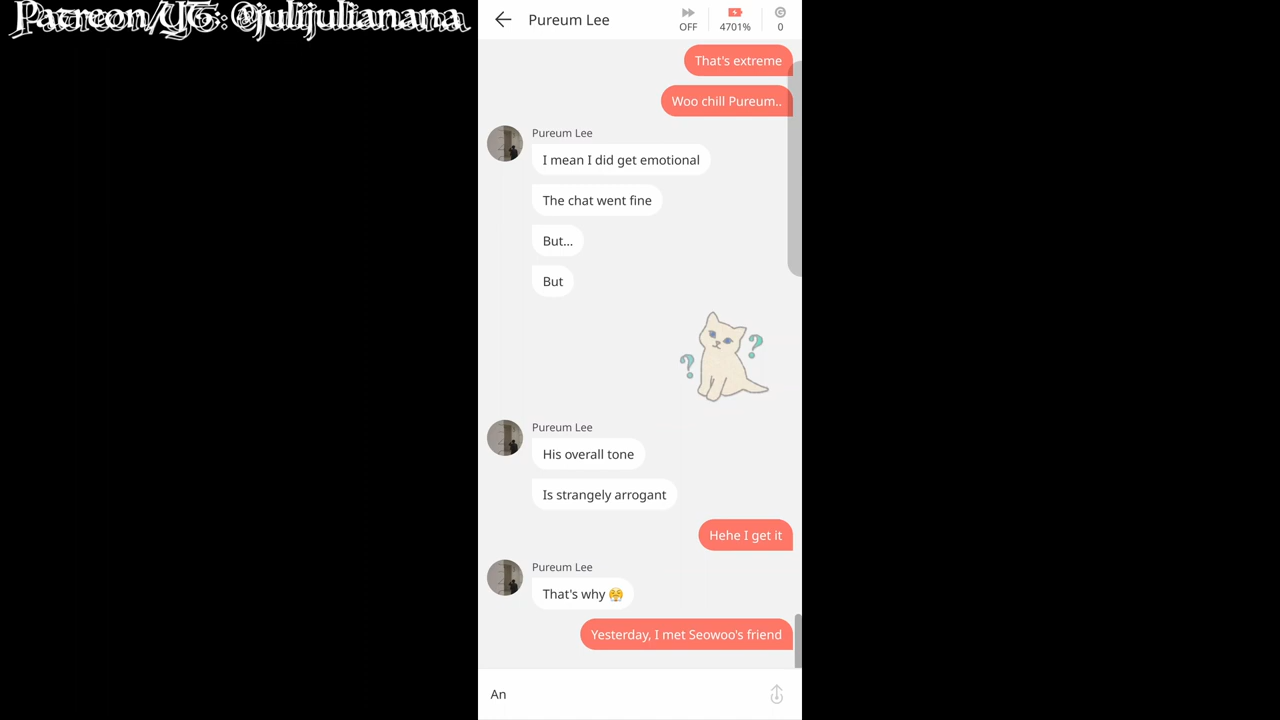 Patreon/YT: @julijulianana
Pureum Lee
OFF
4701%
0
That's extreme
Woo chill Pureum..
Pureum Lee
I mean I did get emotional
The chat went fine
But...
But
? ?
Pureum Lee
His overall tone
Is strangely arrogant
Hehe I get it
Pureum Lee
That's why 😤
Yesterday, I met Seowoo's friend
An